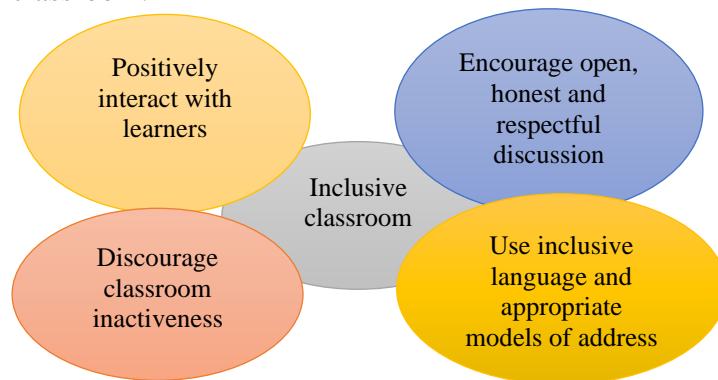 Positively
interact with
learners
Encourage open,
honest and
respectful
discussion
Inclusive
classroom
Discourage
classroom
inactiveness
Use inclusive
language and
appropriate
models of address